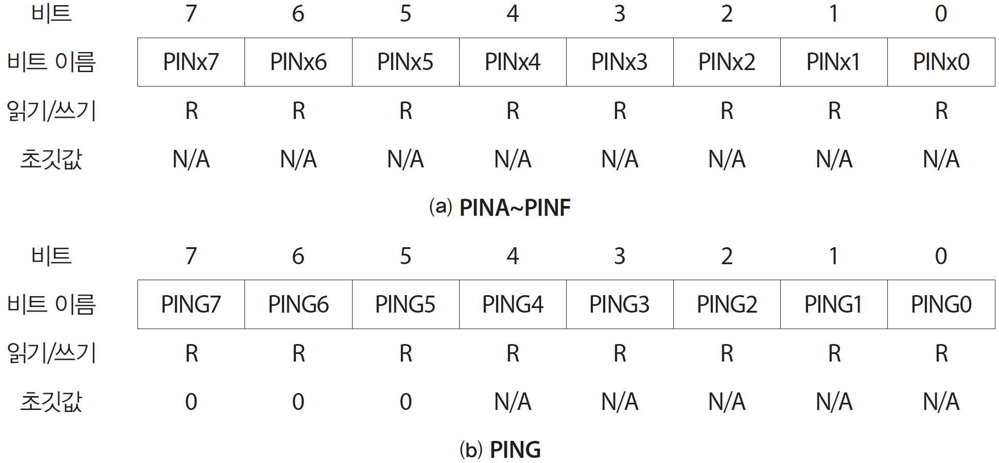 비트 7 6 5 4 3 2 1 0
비트 이름 PINx7 PINx6 PINx5 PINx4 PINx3 PINx2 PINx1 PINx0
읽기/쓰기 R R R R R R R R
초깃값 N/A N/A N/A N/A N/A N/A N/A N/A
(a) PINA~PINF
비트 7 6 5 4 3 2 1 0
비트 이름 PING7 PING6 PING5 PING4 PING3 PING2 PING1 PING0
읽기/쓰기 R R R R R R R R
초깃값 0 0 0 N/A N/A N/A N/A N/A
(b) PING